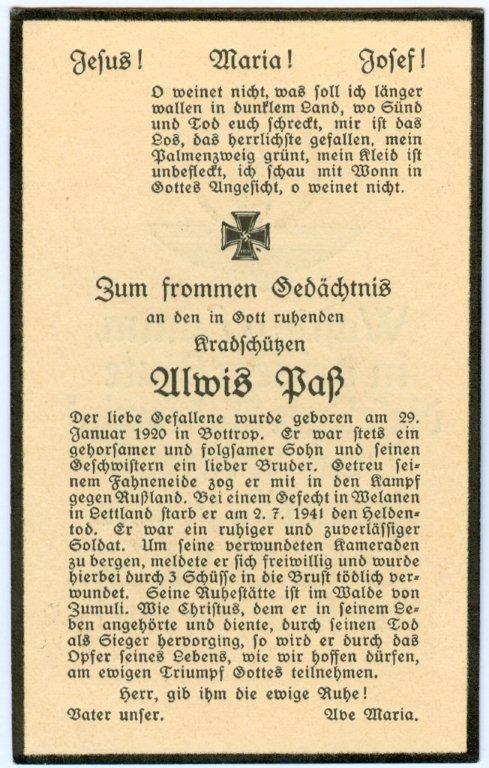 Jesus! Maria! Josef!
O weinet nicht, was soll ich länger
wallen in dunklem Land, wo Sünd
und Tod euch schreckt, mir ist das
Los, das herrlichste gefallen, mein
Palmenzweig grünt, mein Kleid ist
unbefleckt, ich schau mit Wonn in
Gottes Angesicht, o weinet nicht.
Zum frommen Gedächtnis
an den in Gott ruhenden
Kradschützen
Alwis Paß
Der liebe Gefallene wurde geboren am 29.
Januar 1920 in Bottrop. Er war stets ein
gehorsamer und folgsamer Sohn und seinen
Geschwistern ein lieber Bruder. Getreu sei-
nem Fahneneide zog er mit in den Kampf
gegen Rußland. Bei einem Gefecht in Welanen
in Lettland starb er am 2. 7. 1941 den Helden-
tod. Er war ein ruhiger und zuverlässiger
Soldat. Um seine verwundeten Kameraden
zu bergen, meldete er sich freiwillig und wurde
hierbei durch 3 Schüsse in die Brust tödlich ver-
wundet. Seine Ruhestätte ist im Walde von
Zumuli. Wie Christus, dem er in seinem Le-
ben angehörte und diente, durch seinen Tod
als Sieger hervorging, so wird er durch das
Opfer seines Lebens, wie wir hoffen dürfen,
am ewigen Triumpf Gottes teilnehmen.
Herr, gib ihm die ewige Ruhe!
Vater unser. Ave Maria.